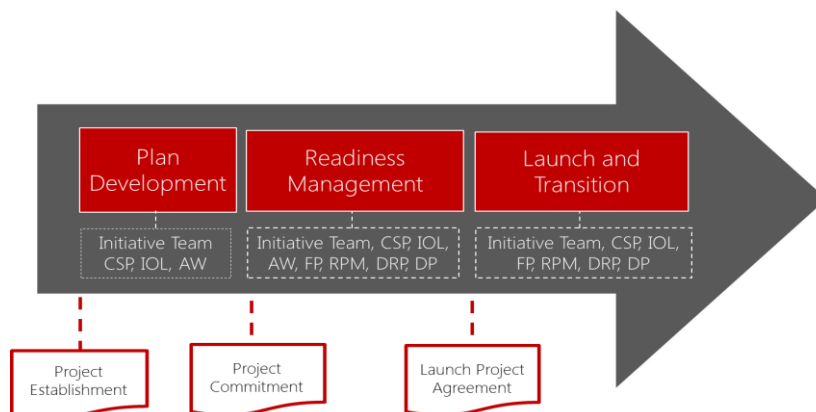 Plan
Development
Readiness
Management
Launch and
Transition
Initiative Team
CSP, IOL, AW
Initiative Team, CSP, IOL,
AW, FP, RPM, DRP, DP
Initiative Team, CSP, IOL,
FP, RPM, DRP, DP
Project
Establishment
Project
Commitment
Launch Project
Agreement